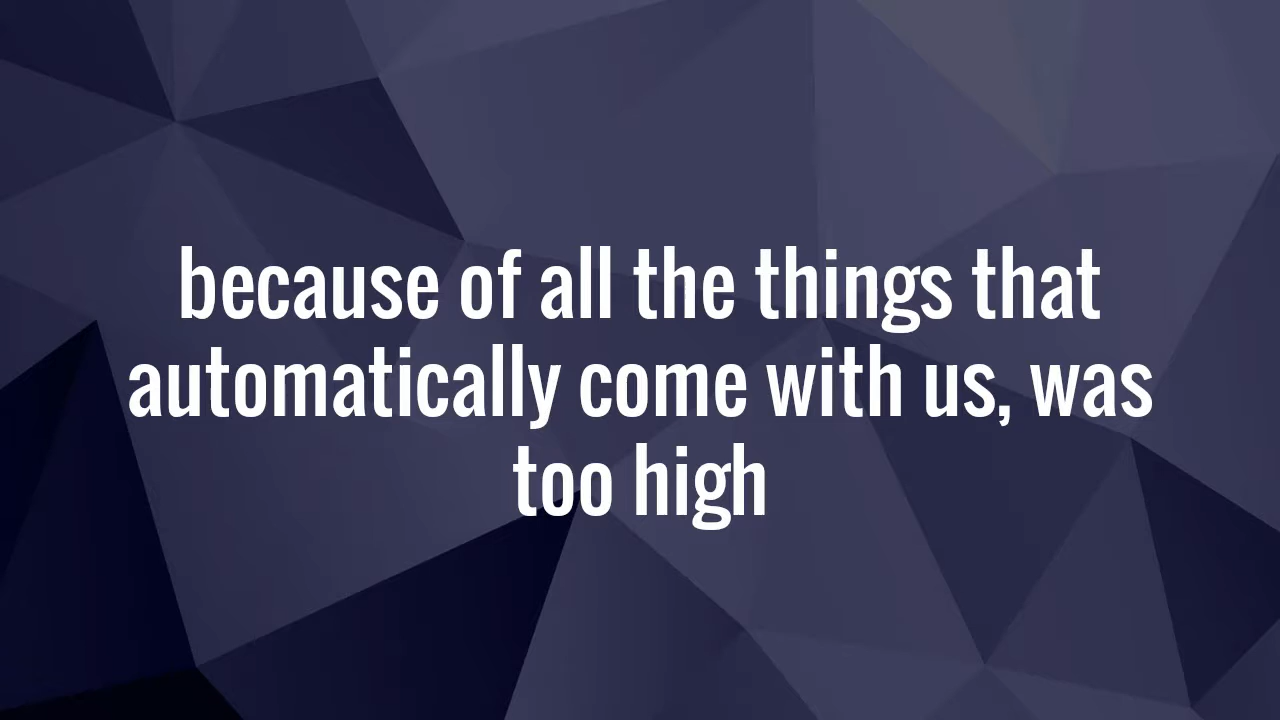 because of all the things that
automatically come with us, was
too high